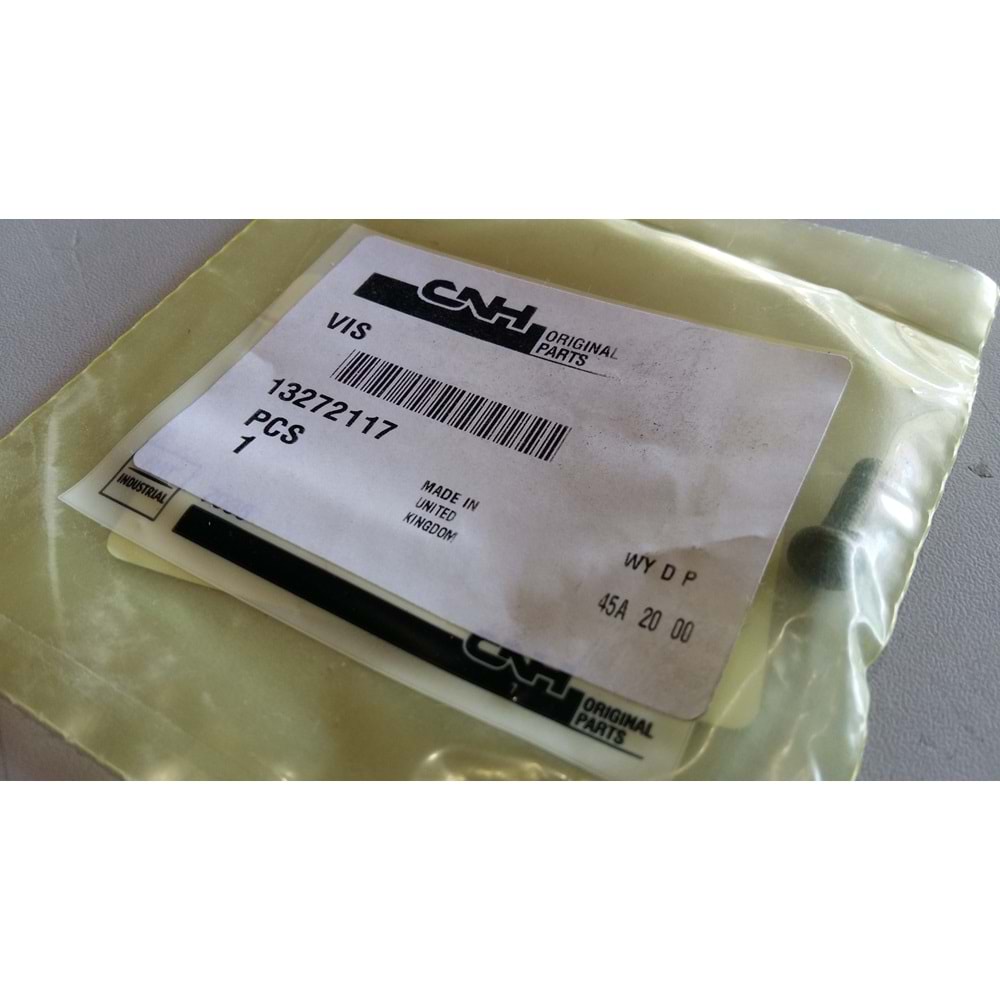 CNH
ORIGINAL
PARTS
VIS
13272117
PCS
1
MADE IN
UNITED
KINGDOM
WY D P
45A 20 00
INDUSTRIAL
CNH
ORIGINAL
PARTS